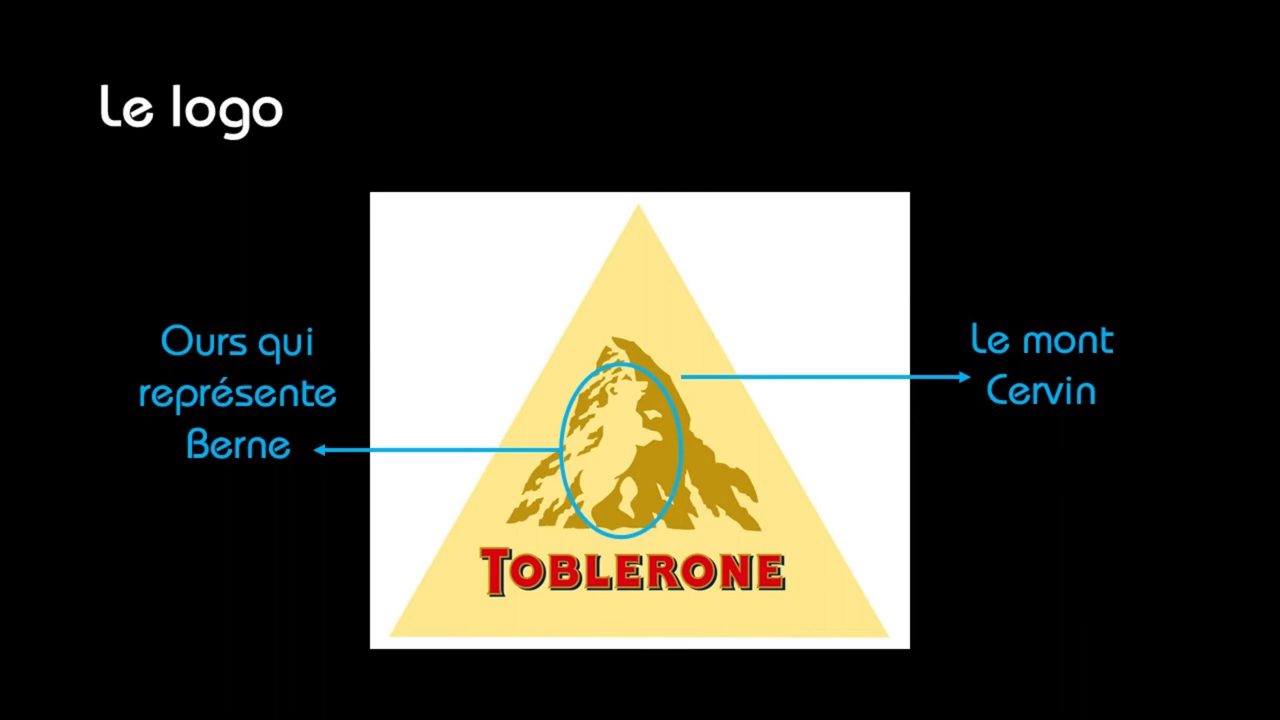 Le logo
Ours qui
représente
Berne
Le mont
Cervin
TOBLERONE